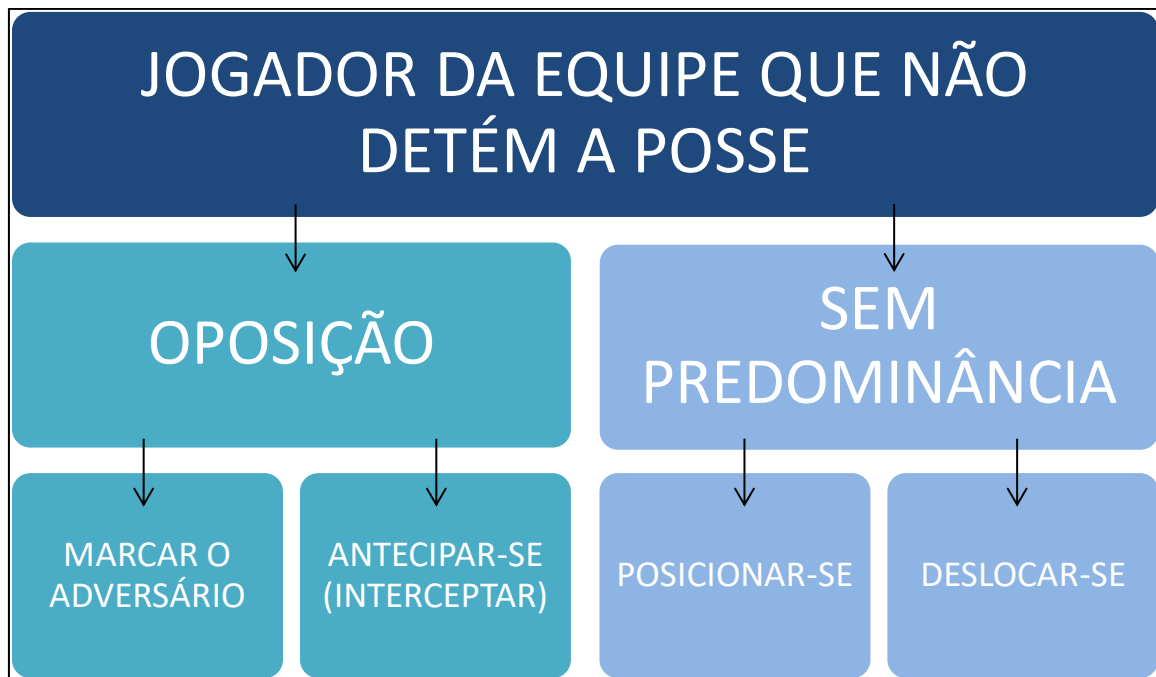 JOGADOR DA EQUIPE QUE NÃO
DETÉM A POSSE
OPOSIÇÃO
SEM
PREDOMINÂNCIA
MARCAR O
ADVERSÁRIO
ANTECIPAR-SE
(INTERCEPTAR)
POSICIONAR-SE
DESLOCAR-SE